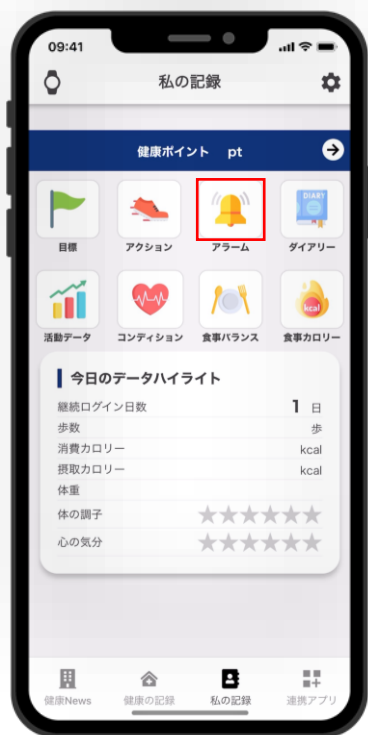 09:41
私の記録
健康ポイント pt
目標 アクション アラーム ダイアリー
DIARY
活動データ コンディション 食事バランス 食事カロリー
kcal
今日のデータハイライト
継続ログイン日数 1 日
歩数 歩
消費カロリー kcal
摂取カロリー kcal
体重
体の調子
心の気分
健康News 健康の記録 私の記録 連携アプリ